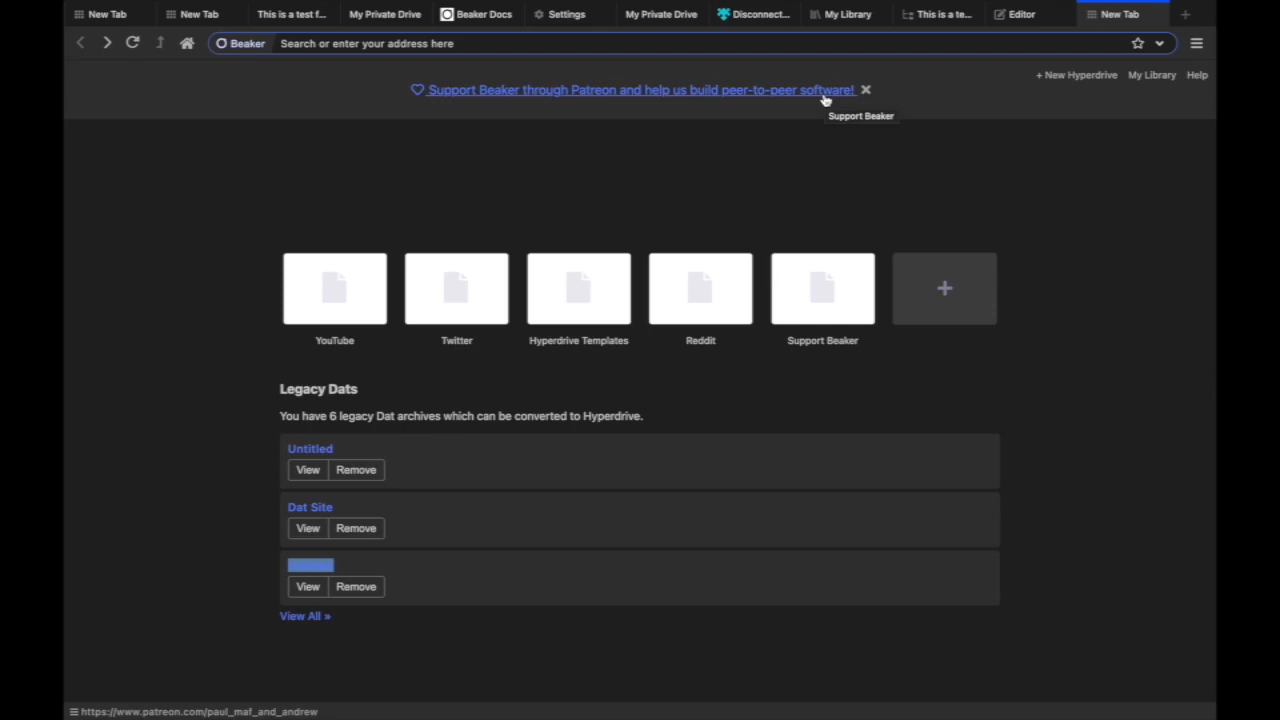 New Tab New Tab This is a test f... My Private Drive Beaker Docs Settings My Private Drive Disconnect... My Library This is a te... Editor New Tab
Beaker Search or enter your address here
+ New Hyperdrive My Library Help
Support Beaker through Patreon and help us build peer-to-peer software!
Support Beaker
YouTube Twitter Hyperdrive Templates Reddit Support Beaker
Legacy Dats
You have 6 legacy Dat archives which can be converted to Hyperdrive.
Untitled
View Remove
Dat Site
View Remove
View Remove
View All »
https://www.patreon.com/paul_maf_and_andrew